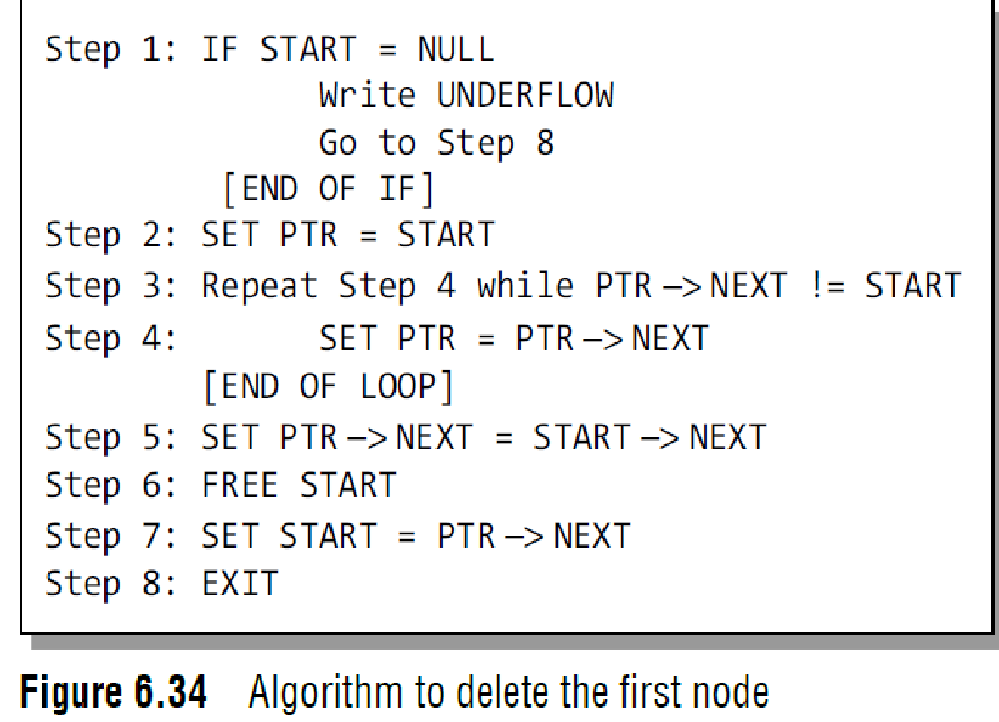 Step 1: IF START = NULL
Write UNDERFLOW
Go to Step 8
[END OF IF]
Step 2: SET PTR = START
Step 3: Repeat Step 4 while PTR —> NEXT != START
Step 4: SET PTR = PTR —> NEXT
[END OF LOOP]
Step 5: SET PTR —> NEXT = START —> NEXT
Step 6: FREE START
Step 7: SET START = PTR —> NEXT
Step 8: EXIT
Figure 6.34 Algorithm to delete the first node